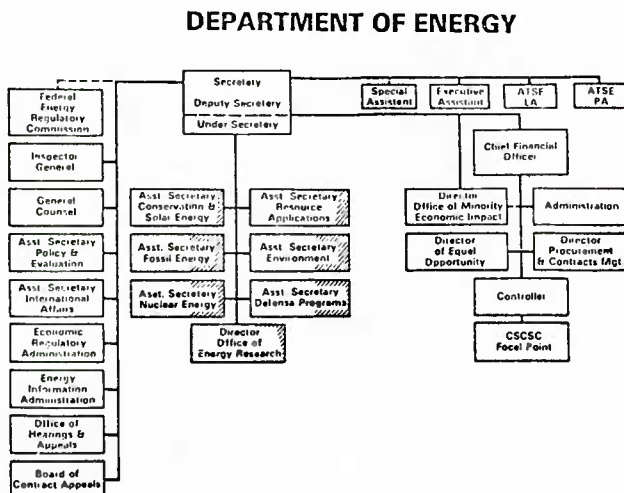 DEPARTMENT OF ENERGY
Secretary
Deputy Secretary
Under Secretary
Special
Assistant
Executive
Assistant
ATSE
LA
ATSE
PA
Federal
Energy
Regulatory
Commission
Inspector
General
General
Counsel
Asst. Secretary
Policy &
Evaluation
Asst. Secretary
International
Affairs
Economic
Regulatory
Administration
Energy
Information
Administration
Office of
Hearings &
Appeals
Board of
Contract Appeals
Asst. Secretary
Conservation &
Solar Energy
Asst. Secretary
Resource
Applications
Asst. Secretary
Fossil Energy
Asst. Secretary
Environment
Asst. Secretary
Nuclear Energy
Asst. Secretary
Defense Programs
Director
Office of
Energy Research
Chief Financial
Officer
Director
Office of Minority
Economic Impact
Administration
Director
of Equal
Opportunity
Director
Procurement
& Contracts Mgt.
Controller
CSCSC
Focal Point